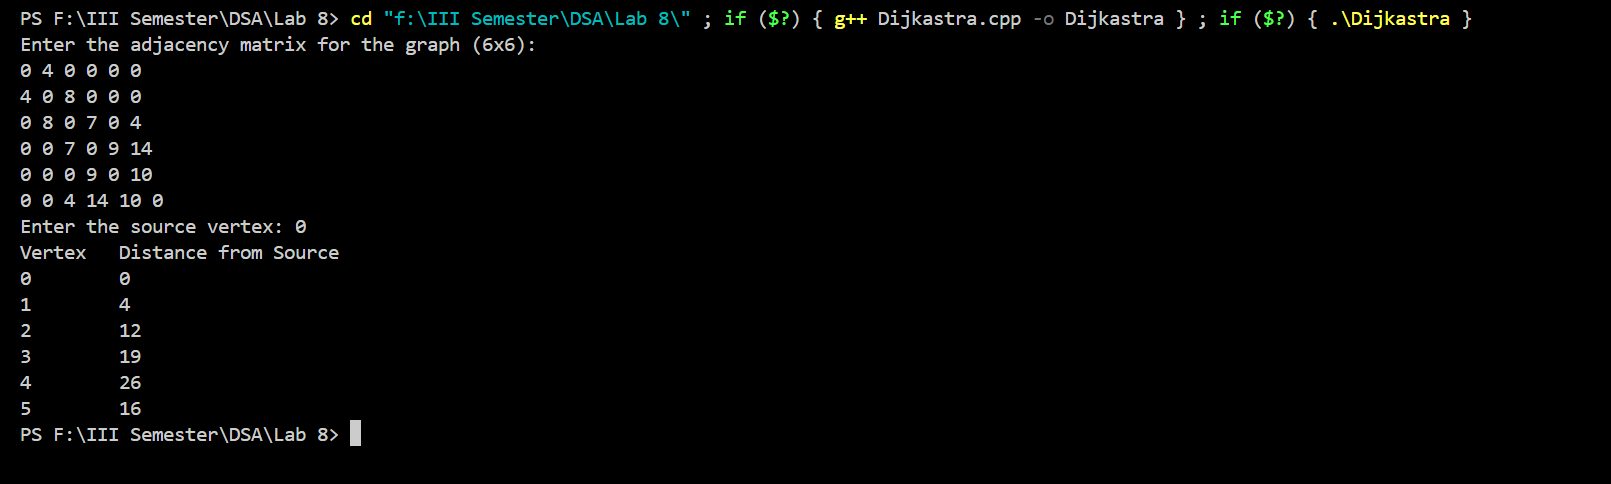 PS F:\III Semester\DSA\Lab 8> cd "f:\III Semester\DSA\Lab 8\" ; if ($?) { g++ Dijkastra.cpp -o Dijkastra } ; if ($?) { .\Dijkastra }
Enter the adjacency matrix for the graph (6x6):
0 4 0 0 0 0
4 0 8 0 0 0
0 8 0 7 0 4
0 0 7 0 9 14
0 0 0 9 0 10
0 0 4 14 10 0
Enter the source vertex: 0
Vertex   Distance from Source
0        0
1        4
2        12
3        19
4        26
5        16
PS F:\III Semester\DSA\Lab 8>